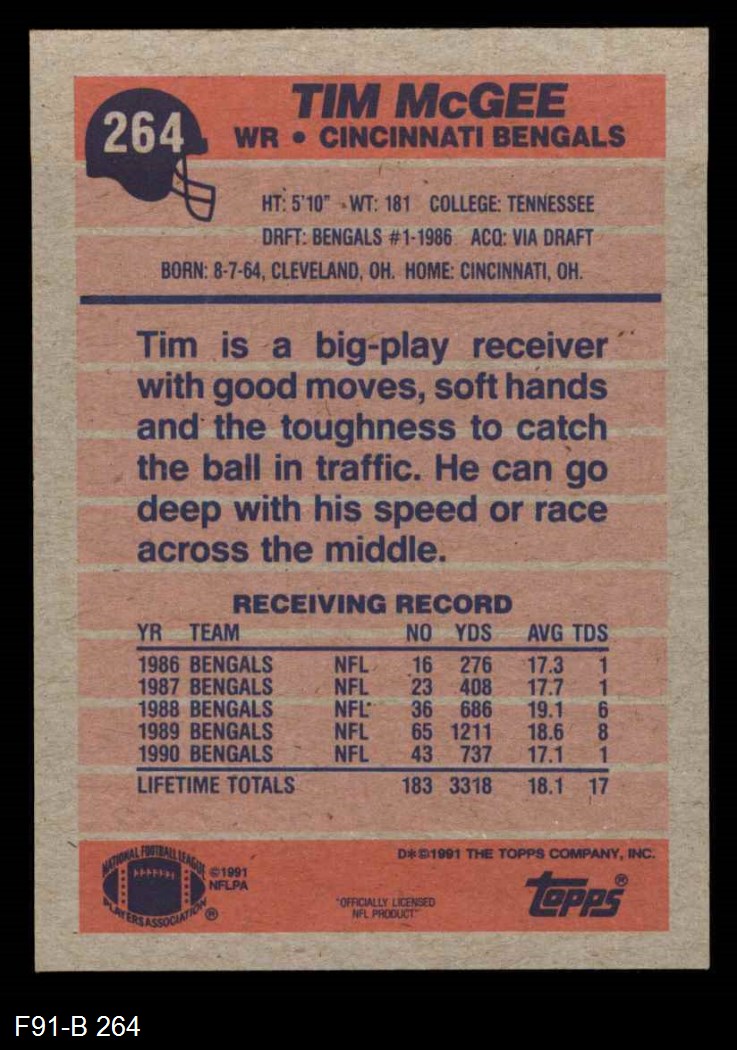 264
TIM McGEE
WR • CINCINNATI BENGALS
HT: 5'10" WT: 181 COLLEGE: TENNESSEE
DRFT: BENGALS #1-1986 ACQ: VIA DRAFT
BORN: 8-7-64, CLEVELAND, OH. HOME: CINCINNATI, OH.
Tim is a big-play receiver
with good moves, soft hands
and the toughness to catch
the ball in traffic. He can go
deep with his speed or race
across the middle.
RECEIVING RECORD
YR TEAM NO YDS AVG TDS
1986 BENGALS NFL 16 276 17.3 1
1987 BENGALS NFL 23 408 17.7 1
1988 BENGALS NFL 36 686 19.1 6
1989 BENGALS NFL 65 1211 18.6 8
1990 BENGALS NFL 43 737 17.1 1
LIFETIME TOTALS 183 3318 18.1 17
NATIONAL FOOTBALL LEAGUE
PLAYERS ASSOCIATION ®
©1991
NFLPA
"OFFICIALLY LICENSED
NFL PRODUCT"
D*©1991 THE TOPPS COMPANY, INC.
topps®
F91-B 264